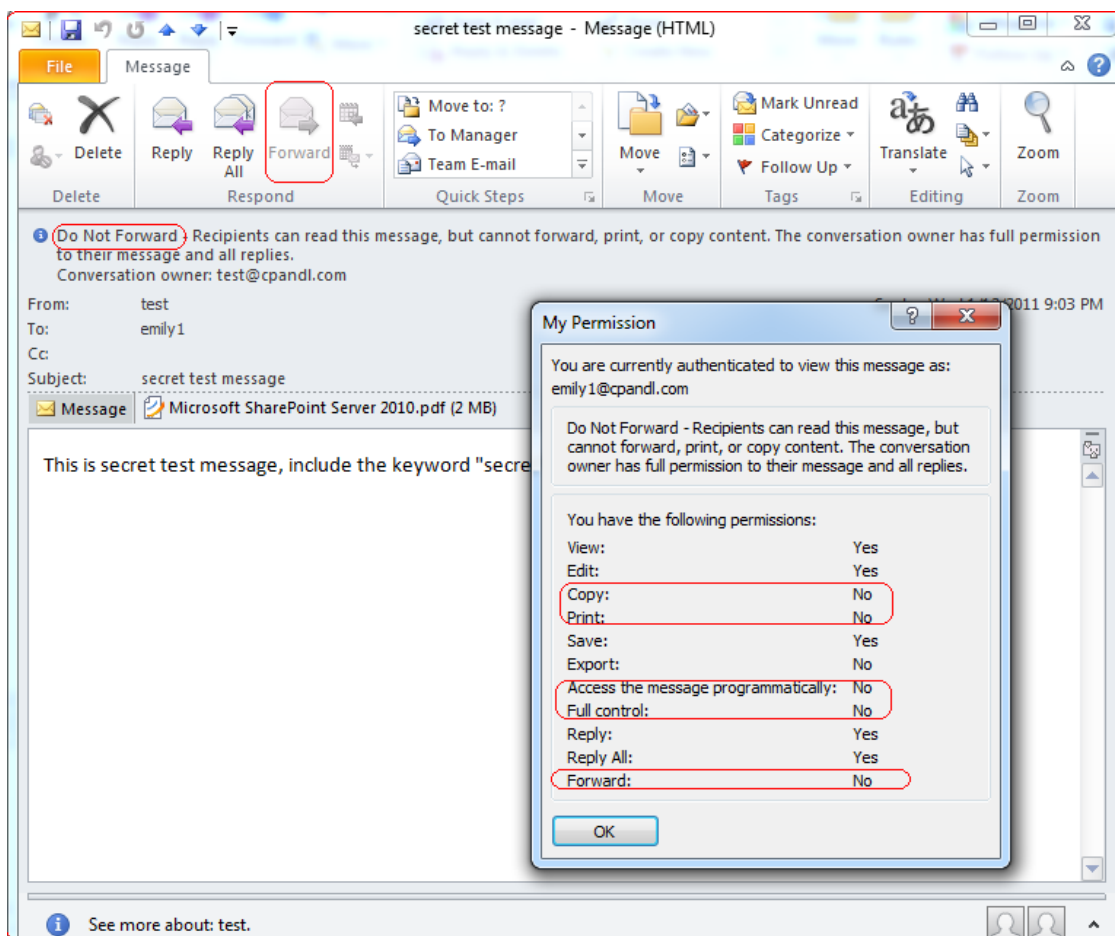 secret test message - Message (HTML)
File
Message
Delete
Reply
Reply All
Forward
Move to: ?
To Manager
Team E-mail
Move
Mark Unread
Categorize
Follow Up
Translate
Zoom
Delete
Respond
Quick Steps
Move
Tags
Editing
Zoom
Do Not Forward - Recipients can read this message, but cannot forward, print, or copy content. The conversation owner has full permission
to their message and all replies.
Conversation owner: test@cpandl.com
From: test
2011 9:03 PM
To: emily1
Cc:
Subject: secret test message
Message
Microsoft SharePoint Server 2010.pdf (2 MB)
This is secret test message, include the keyword "secre
My Permission
You are currently authenticated to view this message as:
emily1@cpandl.com
Do Not Forward - Recipients can read this message, but
cannot forward, print, or copy content. The conversation
owner has full permission to their message and all replies.
You have the following permissions:
View: Yes
Edit: Yes
Copy: No
Print: No
Save: Yes
Export: No
Access the message programmatically: No
Full control: No
Reply: Yes
Reply All: Yes
Forward: No
OK
See more about: test.